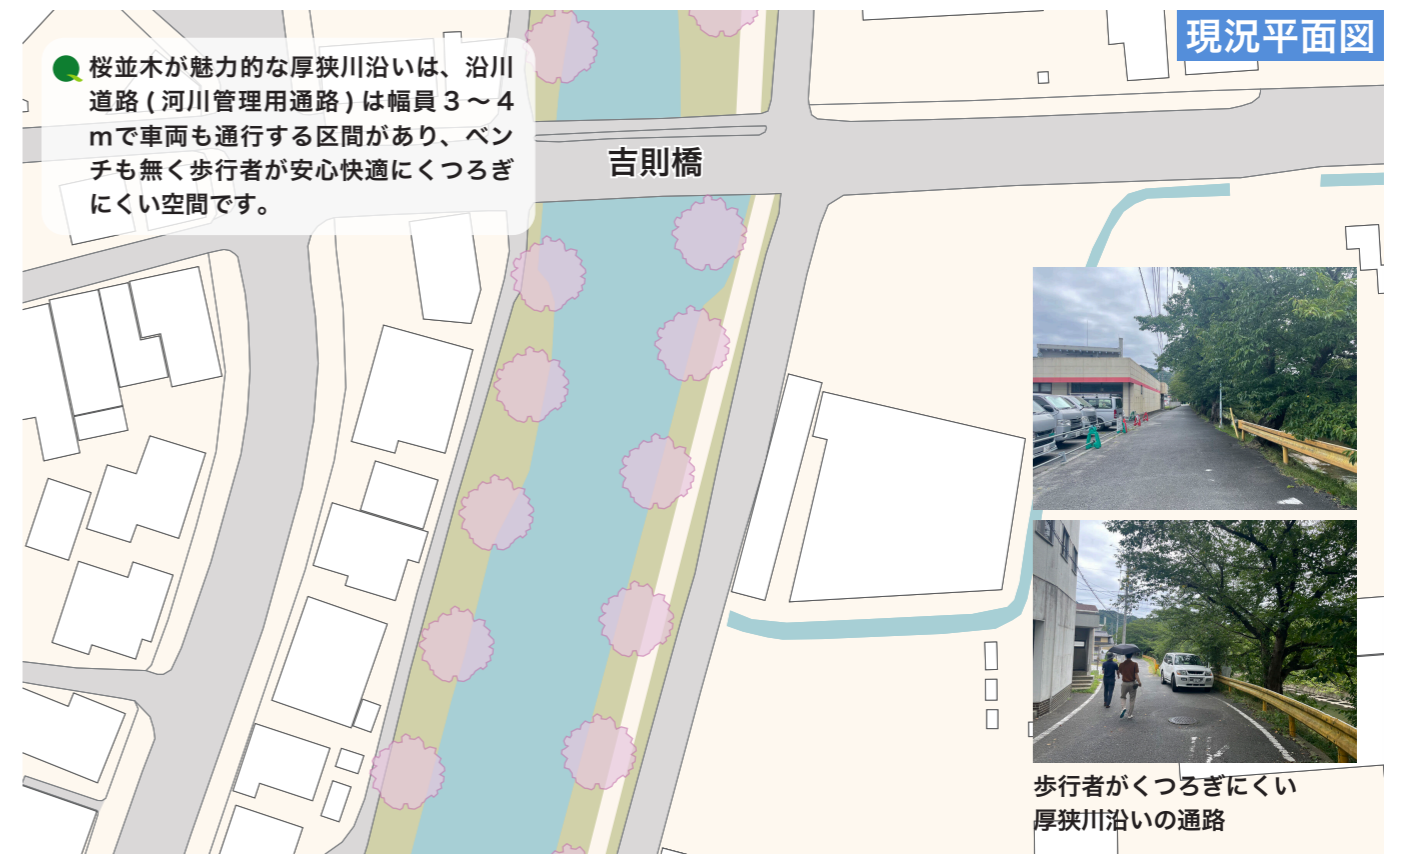 現況平面図
桜並木が魅力的な厚狭川沿いは、沿川
道路(河川管理用通路)は幅員３～４
ｍで車両も通行する区間があり、ベン
チも無く歩行者が安心快適にくつろぎ
にくい空間です。
吉則橋
歩行者がくつろぎにくい
厚狭川沿いの通路